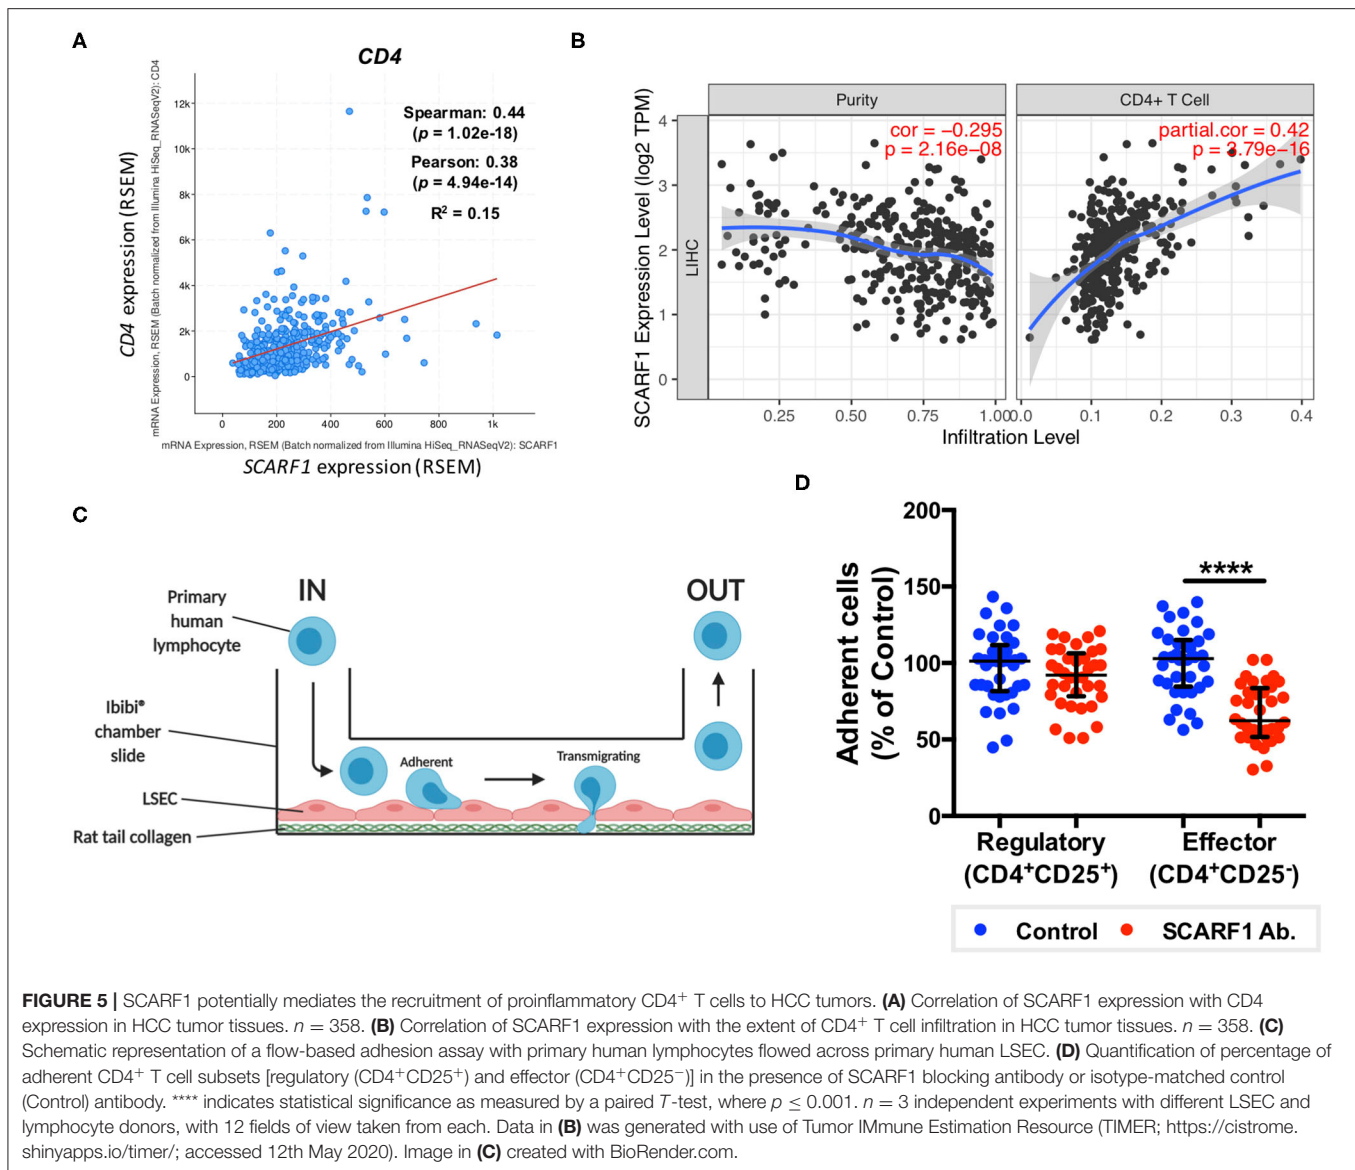 A
CD4
Spearman: 0.44
(p = 1.02e-18)
Pearson: 0.38
(p = 4.94e-14)
R² = 0.15
CD4 expression (RSEM)
mRNA Expression, RSEM (Batch normalized from Illumina HiSeq_RNASeqV2): CD4
12k
10k
8k
6k
4k
2k
0
0 200 400 600 800 1k
mRNA Expression, RSEM (Batch normalized from Illumina HiSeq_RNASeqV2): SCARF1
SCARF1 expression (RSEM)
B
Purity
CD4+ T Cell
cor = −0.295
p = 2.16e−08
partial.cor = 0.42
p = 3.79e−16
SCARF1 Expression Level (log2 TPM)
LIHC
4
3
2
1
0
0.25 0.50 0.75 1.00
0.0 0.1 0.2 0.3 0.4
Infiltration Level
C
IN
OUT
Primary
human
lymphocyte
Ibibi®
chamber
slide
Adherent
Transmigrating
LSEC
Rat tail collagen
D
Adherent cells
(% of Control)
200
150
100
50
0
****
Regulatory
(CD4⁺CD25⁺)
Effector
(CD4⁺CD25⁻)
Control
SCARF1 Ab.
FIGURE 5 | SCARF1 potentially mediates the recruitment of proinflammatory CD4⁺ T cells to HCC tumors. (A) Correlation of SCARF1 expression with CD4
expression in HCC tumor tissues. n = 358. (B) Correlation of SCARF1 expression with the extent of CD4⁺ T cell infiltration in HCC tumor tissues. n = 358. (C)
Schematic representation of a flow-based adhesion assay with primary human lymphocytes flowed across primary human LSEC. (D) Quantification of percentage of
adherent CD4⁺ T cell subsets [regulatory (CD4⁺CD25⁺) and effector (CD4⁺CD25⁻)] in the presence of SCARF1 blocking antibody or isotype-matched control
(Control) antibody. **** indicates statistical significance as measured by a paired T-test, where p ≤ 0.001. n = 3 independent experiments with different LSEC and
lymphocyte donors, with 12 fields of view taken from each. Data in (B) was generated with use of Tumor IMmune Estimation Resource (TIMER; https://cistrome.
shinyapps.io/timer/; accessed 12th May 2020). Image in (C) created with BioRender.com.